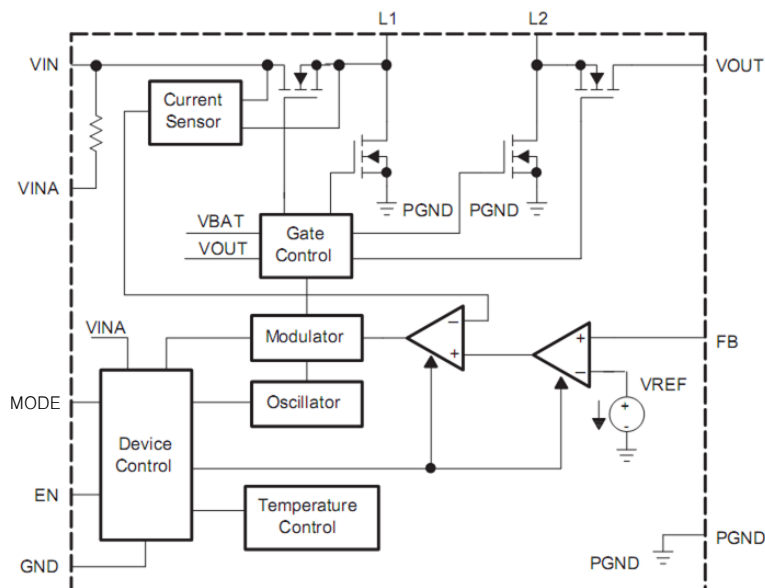 L1 L2
VIN VOUT
Current
Sensor
VINA
PGND PGND
VBAT
VOUT
Gate
Control
VINA
Modulator
−
+
+
−
FB
MODE
Oscillator
VREF
+
-
Device
Control
EN
Temperature
Control
GND
PGND
PGND